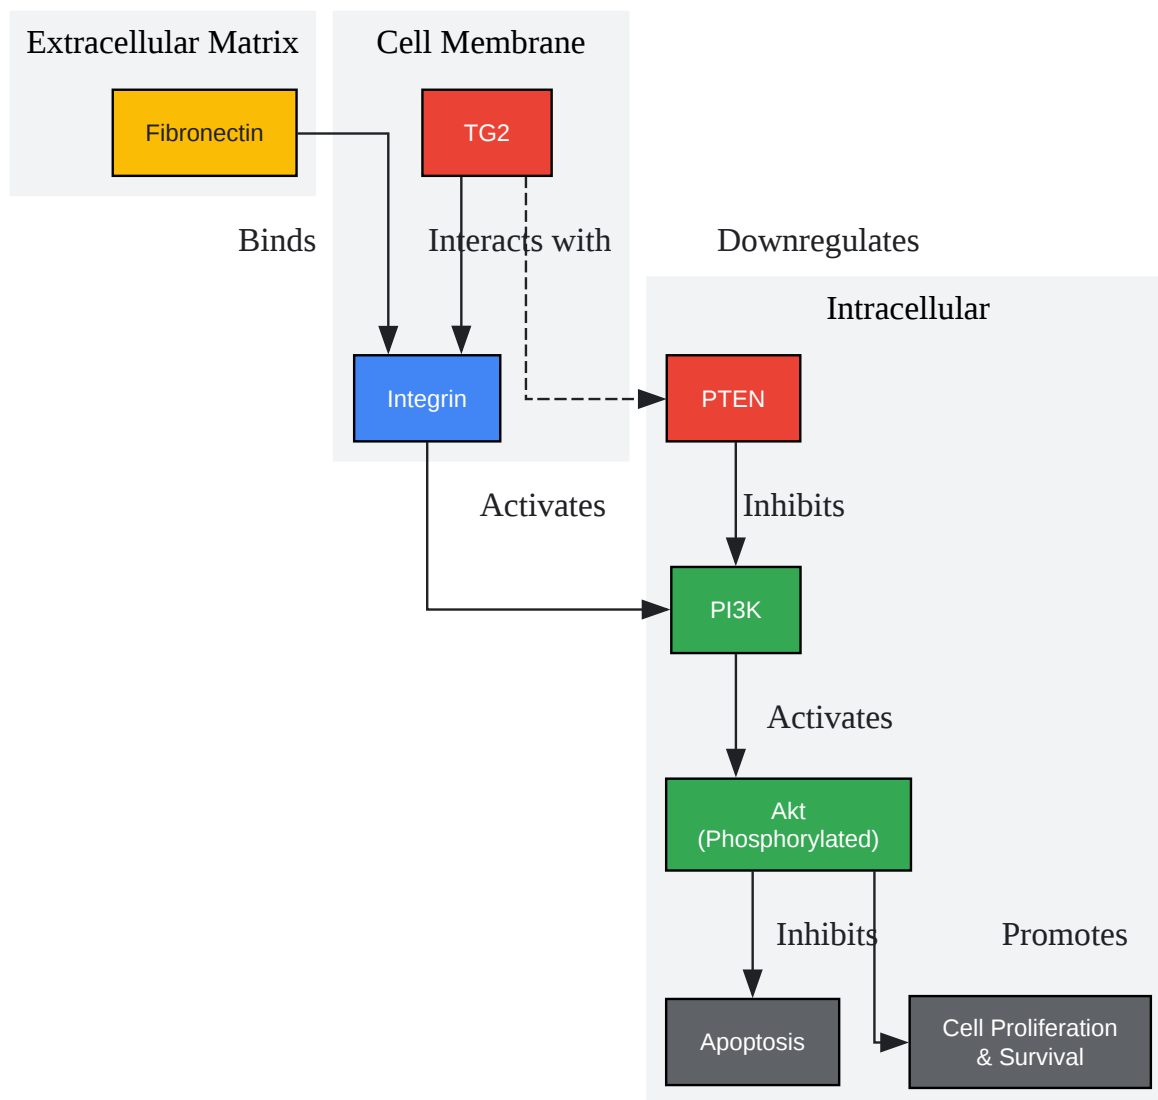 Extracellular Matrix
Cell Membrane
Fibronectin
TG2
Binds
Interacts with
Downregulates
Intracellular
Integrin
PTEN
Activates
Inhibits
PI3K
Activates
Akt
(Phosphorylated)
Inhibits
Promotes
Apoptosis
Cell Proliferation
& Survival